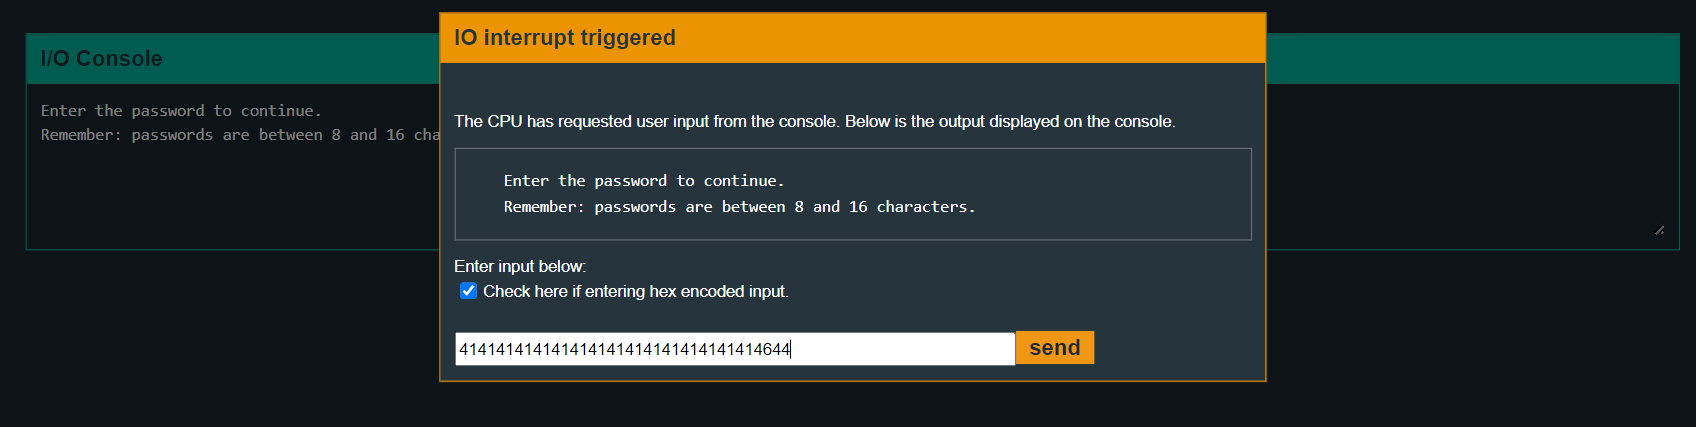 IO interrupt triggered
I/O Console
Enter the password to continue.
Remember: passwords are between 8 and 16 cha
The CPU has requested user input from the console. Below is the output displayed on the console.
Enter the password to continue.
Remember: passwords are between 8 and 16 characters.
Enter input below:
Check here if entering hex encoded input.
414141414141414141414141414141414644
send